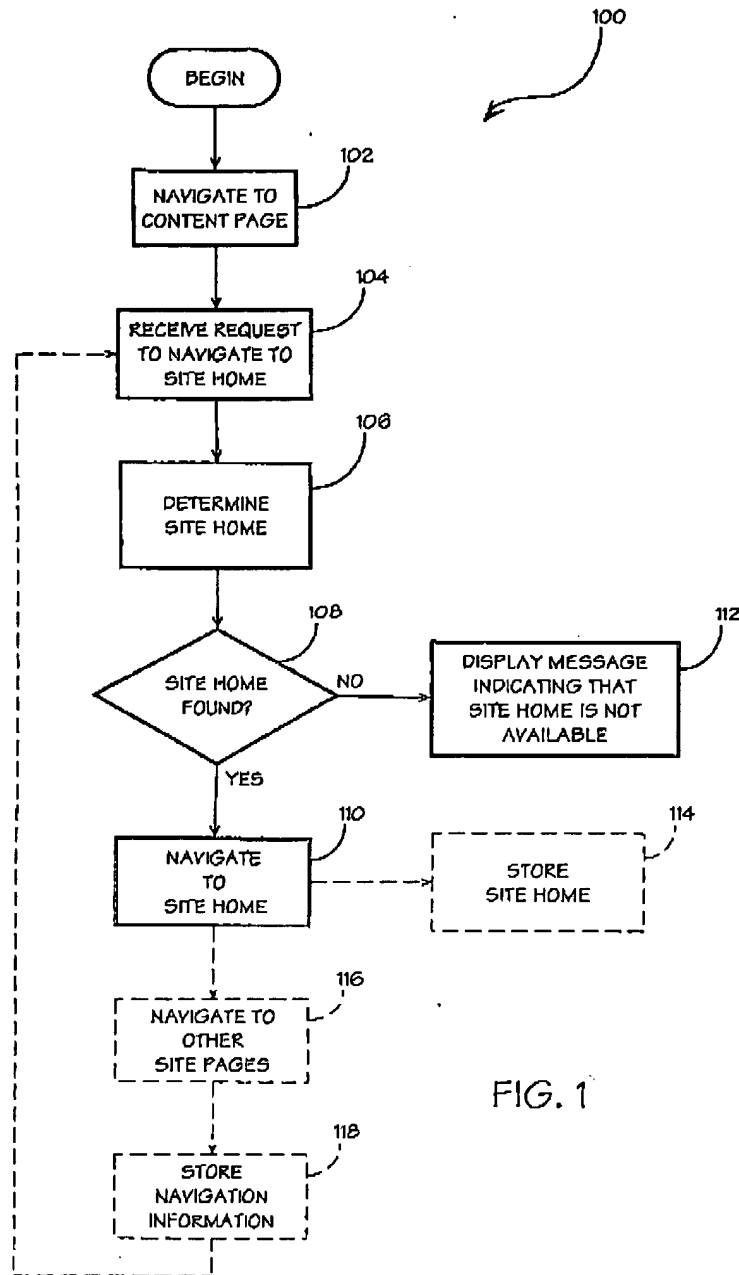 100
BEGIN
102
NAVIGATE TO
CONTENT PAGE
104
RECEIVE REQUEST
TO NAVIGATE TO
SITE HOME
106
DETERMINE
SITE HOME
108
SITE HOME
FOUND?
NO
112
DISPLAY MESSAGE
INDICATING THAT
SITE HOME IS NOT
AVAILABLE
YES
110
NAVIGATE
TO
SITE HOME
114
STORE
SITE HOME
116
NAVIGATE TO
OTHER
SITE PAGES
118
STORE
NAVIGATION
INFORMATION
FIG. 1